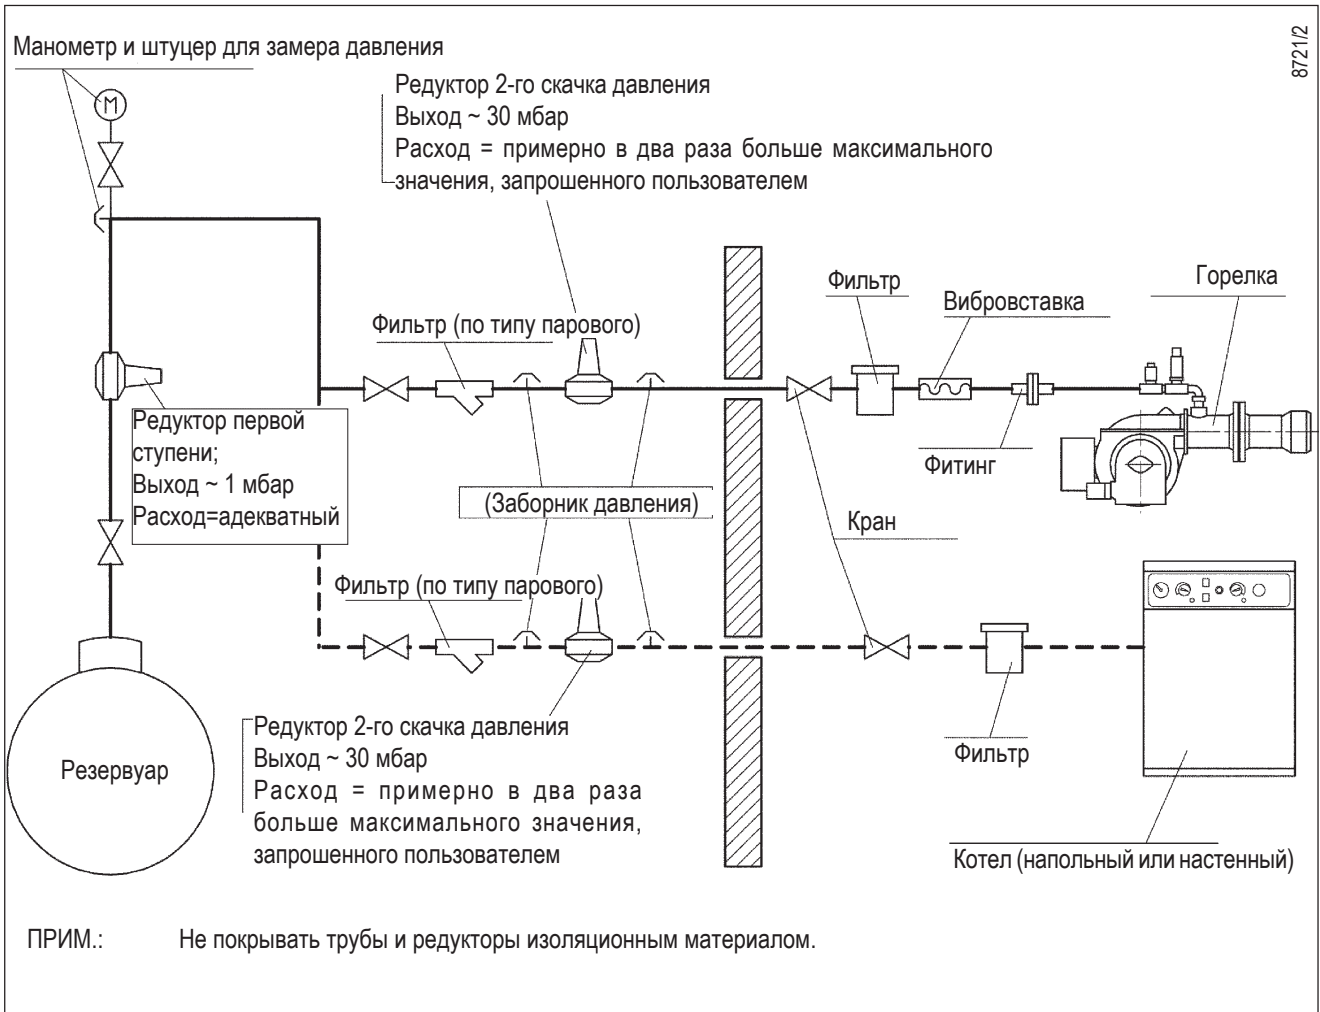 8721/2
Манометр и штуцер для замера давления
М
Редуктор 2-го скачка давления
Выход ~ 30 мбар
Расход = примерно в два раза больше максимального
значения, запрошенного пользователем
Фильтр
Вибровставка
Горелка
Фильтр (по типу парового)
Редуктор первой
ступени;
Выход ~ 1 мбар
Расход=адекватный
Фитинг
(Заборник давления)
Кран
Фильтр (по типу парового)
Редуктор 2-го скачка давления
Выход ~ 30 мбар
Расход = примерно в два раза
больше максимального значения,
запрошенного пользователем
Резервуар
Фильтр
Котел (напольный или настенный)
ПРИМ.: Не покрывать трубы и редукторы изоляционным материалом.